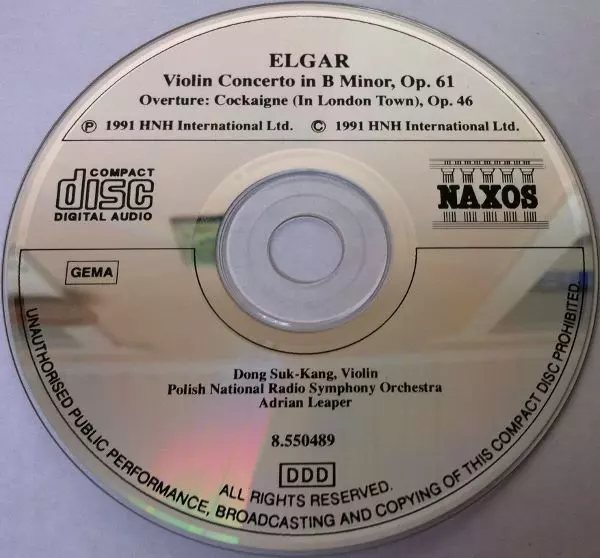 ELGAR
Violin Concerto in B Minor, Op. 61
Overture: Cockaigne (In London Town), Op. 46
Ⓟ 1991 HNH International Ltd. © 1991 HNH International Ltd.
COMPACT
disc
DIGITAL AUDIO
NAXOS
GEMA
Dong Suk-Kang, Violin
Polish National Radio Symphony Orchestra
Adrian Leaper
8.550489
DDD
ALL RIGHTS RESERVED.
UNAUTHORISED PUBLIC PERFORMANCE, BROADCASTING AND COPYING OF THIS COMPACT DISC PROHIBITED.